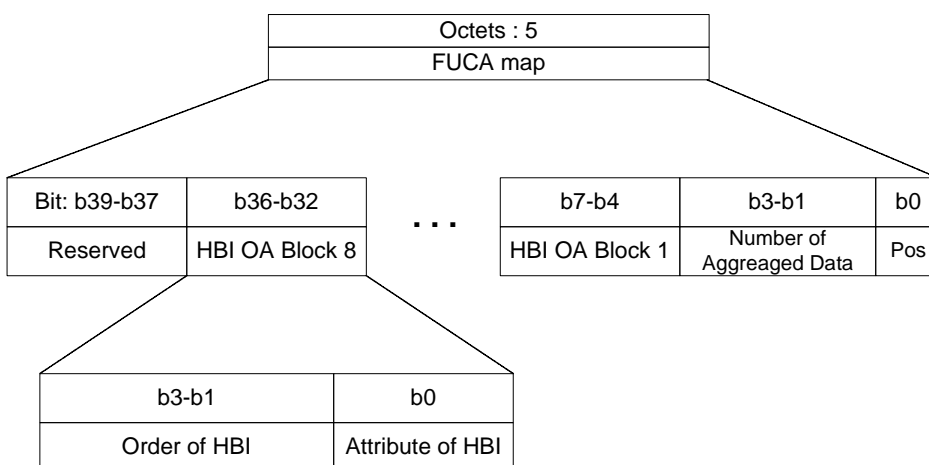 Octets : 5
FUCA map
Bit: b39-b37
b36-b32
. . .
b7-b4
b3-b1
b0
Reserved
HBI OA Block 8
HBI OA Block 1
Number of
Aggreaged Data
Pos
b3-b1
b0
Order of HBI
Attribute of HBI